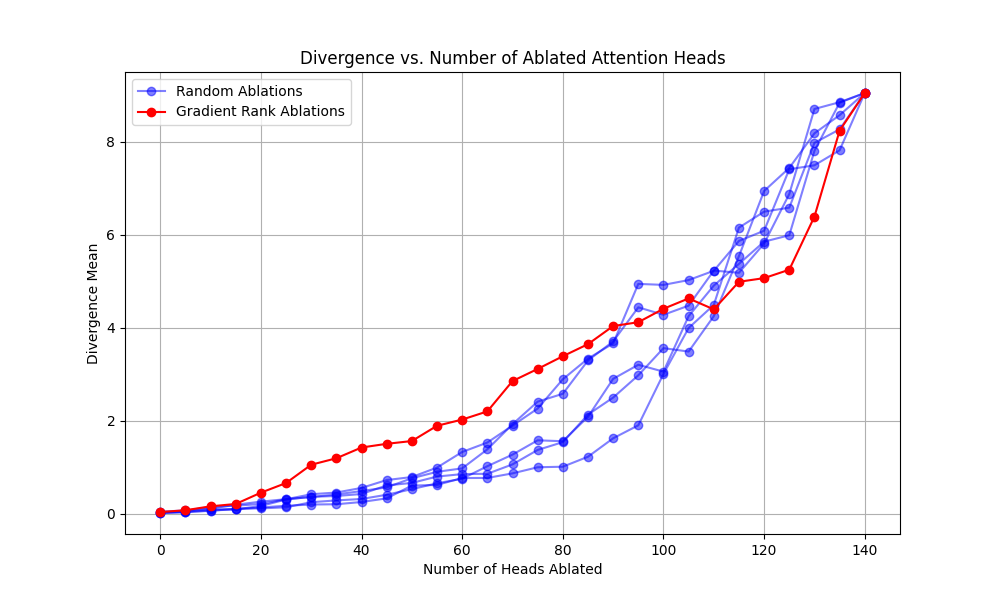 Divergence vs. Number of Ablated Attention Heads
Random Ablations
Gradient Rank Ablations
Divergence Mean
8
6
4
2
0
0 20 40 60 80 100 120 140
Number of Heads Ablated